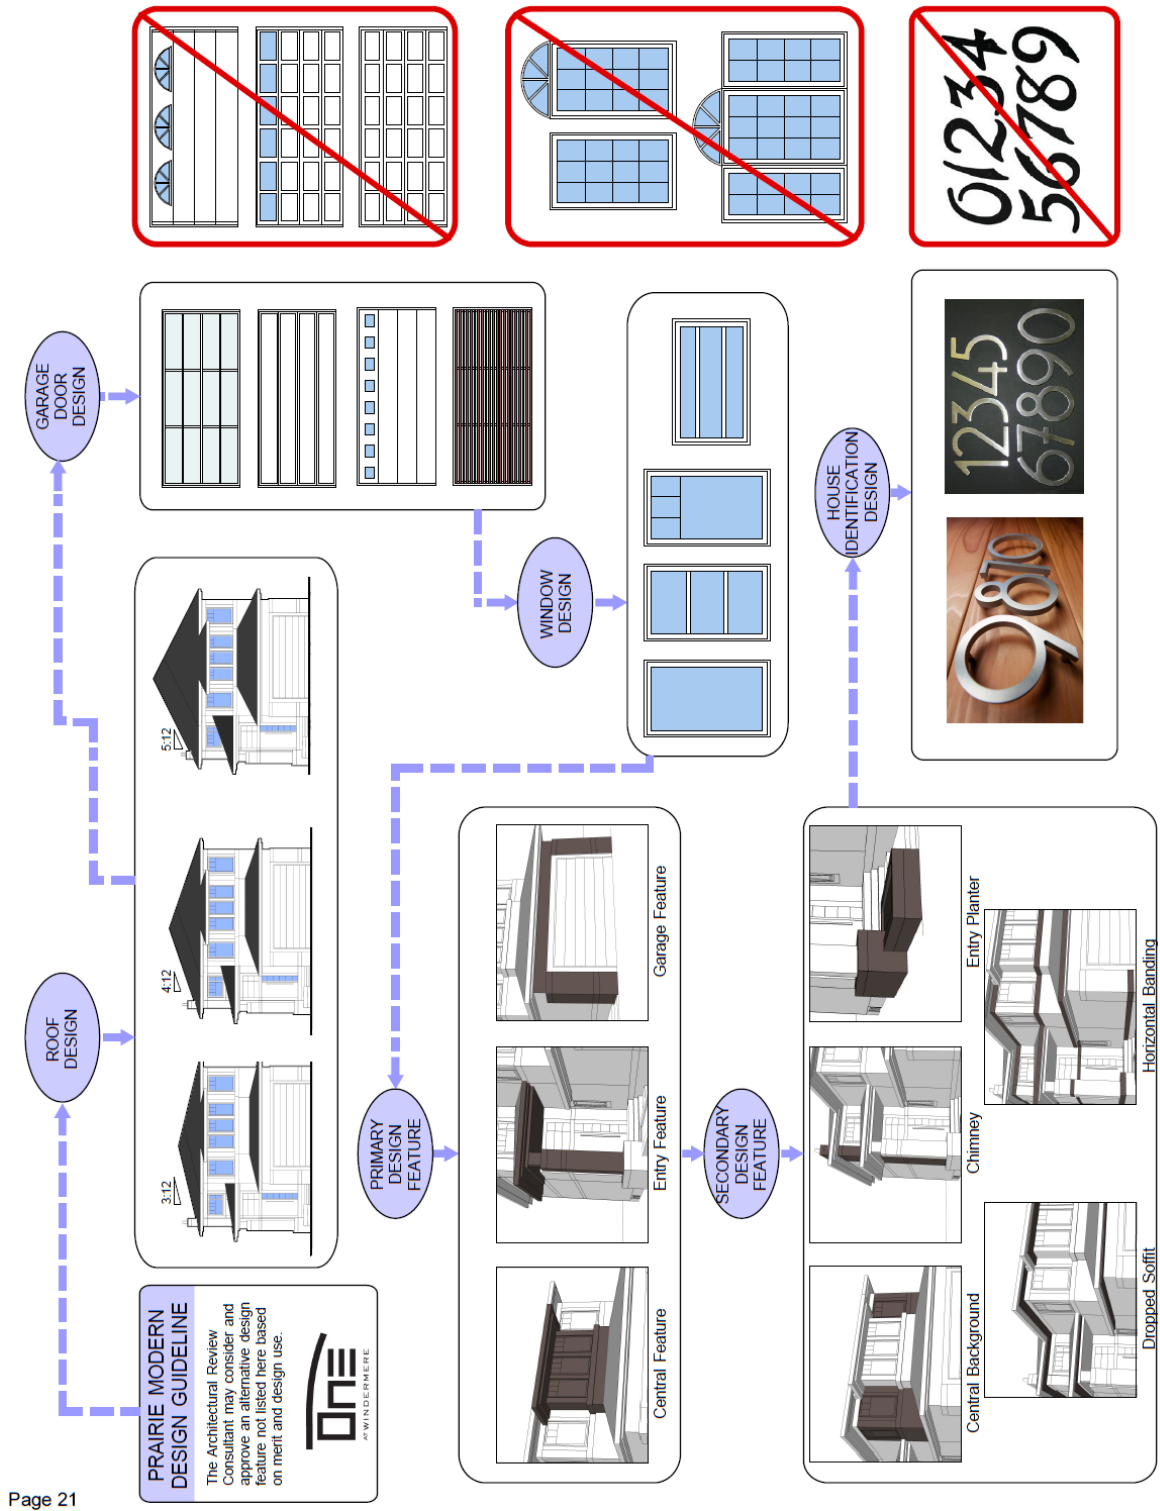 PRAIRIE MODERN
DESIGN GUIDELINE
The Architectural Review
Consultant may consider and
approve an alternative design
feature not listed here based
on merit and design use.
ONE
AT WINDERMERE
ROOF
DESIGN
3:12
4:12
5:12
GARAGE
DOOR
DESIGN
WINDOW
DESIGN
PRIMARY
DESIGN
FEATURE
Central Feature
Entry Feature
Garage Feature
SECONDARY
DESIGN
FEATURE
Central Background
Chimney
Entry Planter
Dropped Soffit
Horizontal Banding
HOUSE
IDENTIFICATION
DESIGN
9810
12345
67890
01234
56789
Page 21